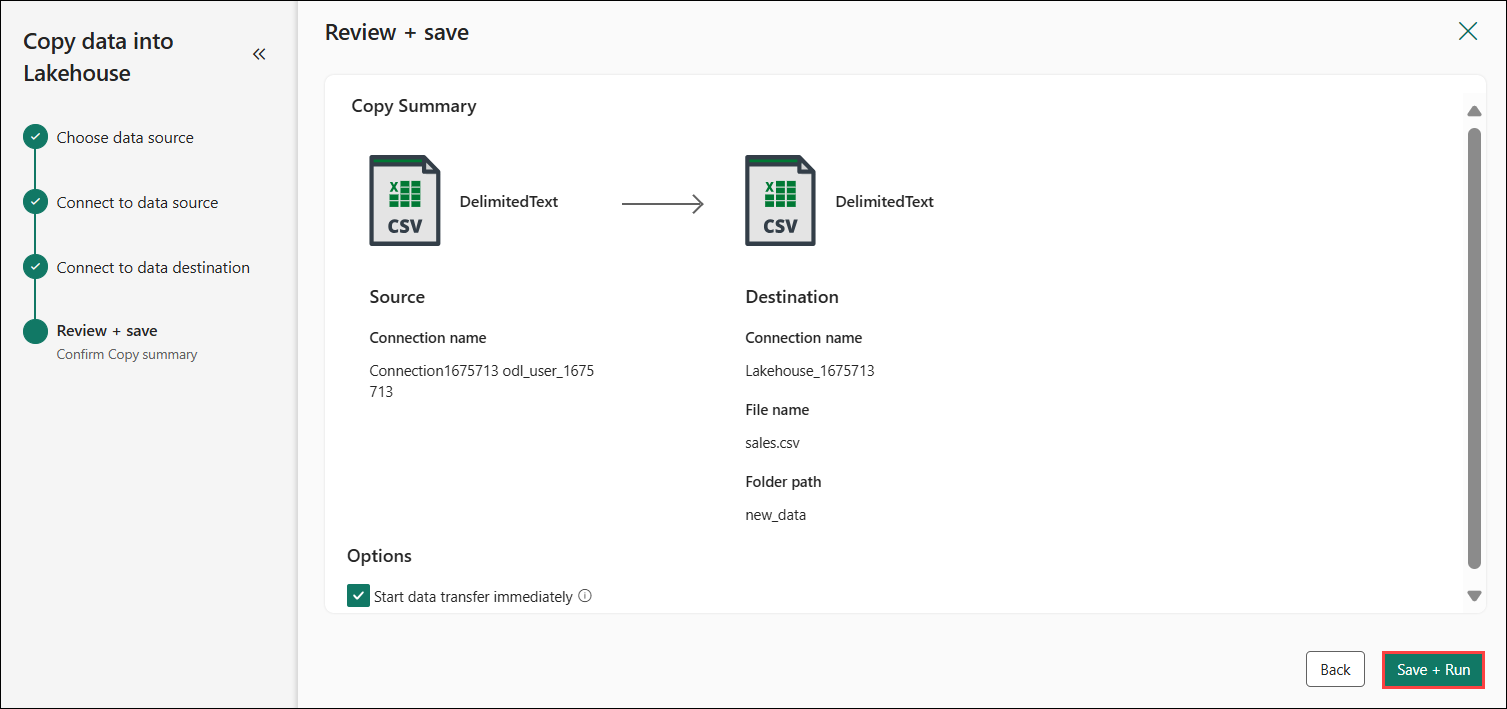 Copy data into
Lakehouse
Choose data source
Connect to data source
Connect to data destination
Review + save
Confirm Copy summary
Review + save
Copy Summary
X
CSV
DelimitedText
X
CSV
DelimitedText
Source
Connection name
Connection1675713 odl_user_1675
713
Destination
Connection name
Lakehouse_1675713
File name
sales.csv
Folder path
new_data
Options
Start data transfer immediately
Back
Save + Run